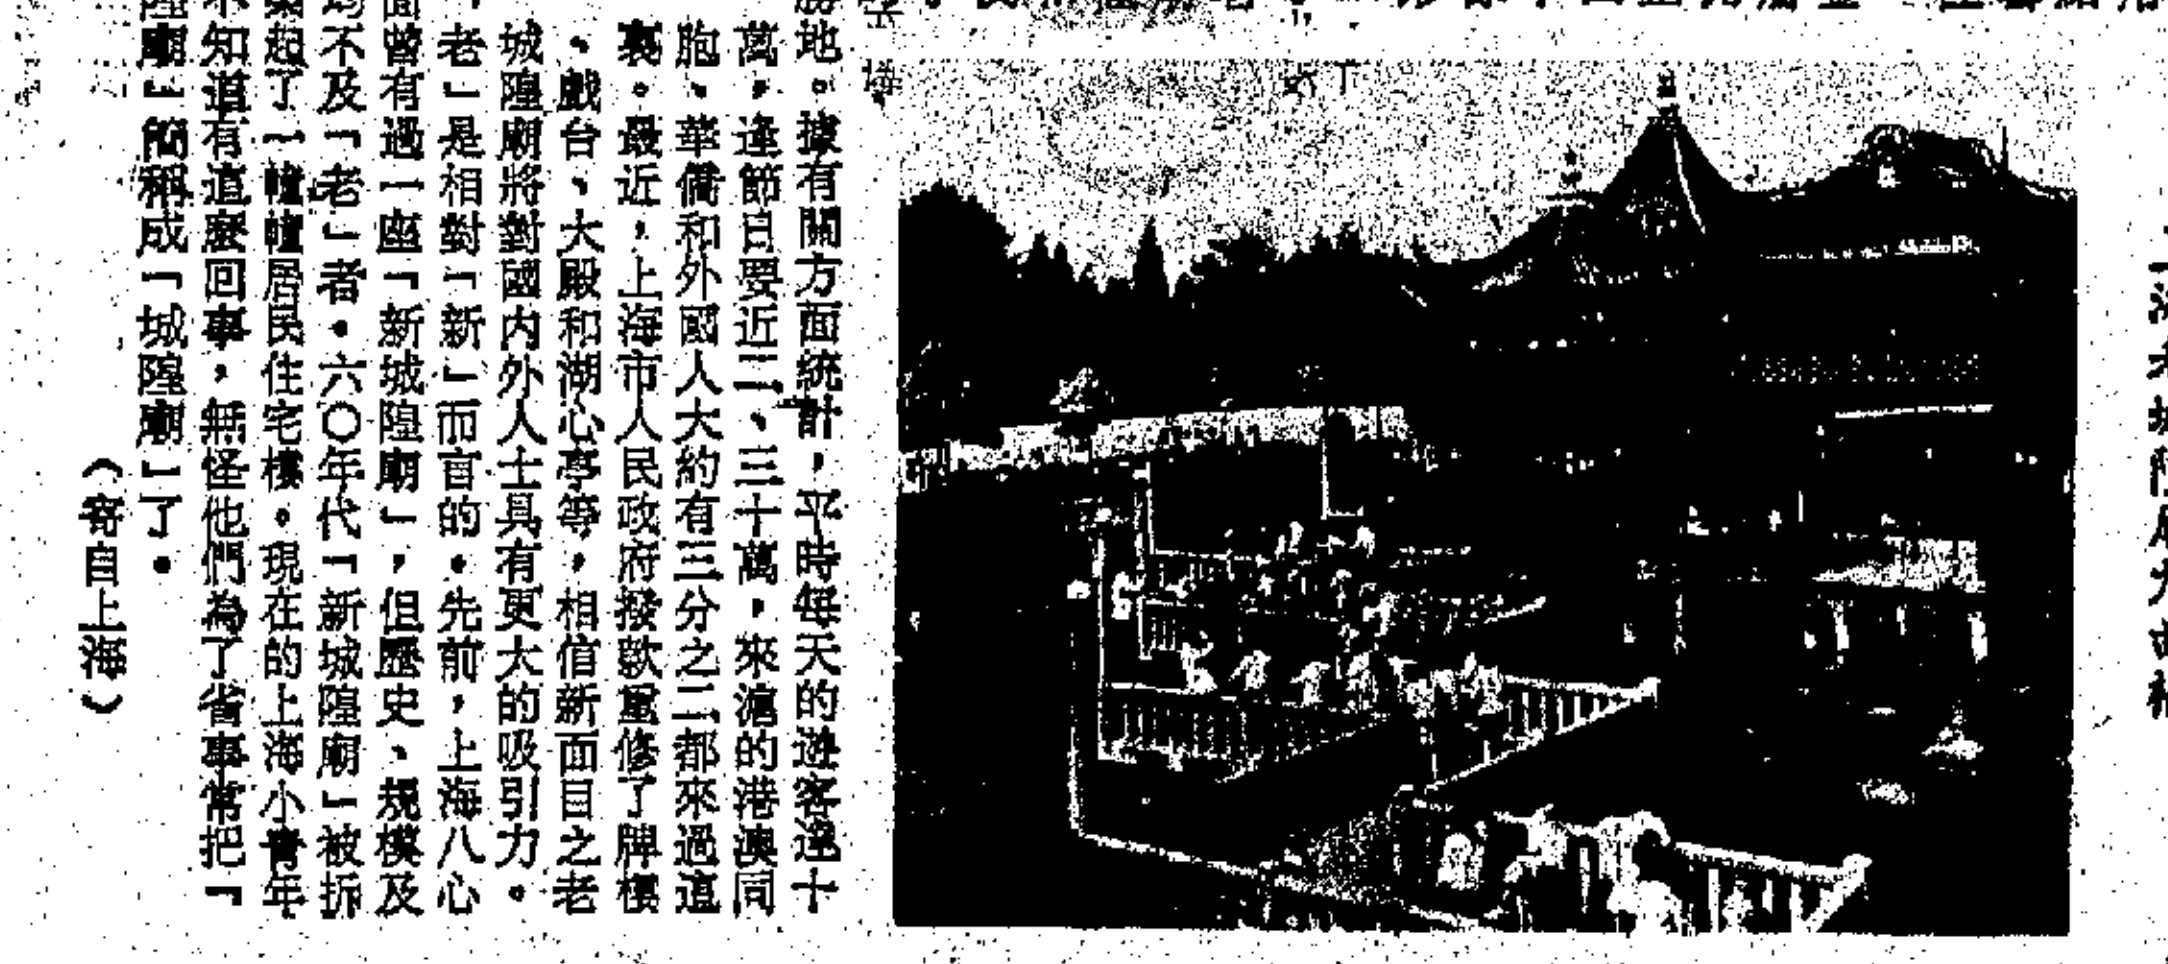 勝地。據有關方面統計，平時每天的遊客達十
萬，逢節日要近二、三十萬，來滬的港澳同
胞、華僑和外國人大約有三分之二都來過這
裏。最近，上海市人民政府撥款重修了牌樓
、戲台、大殿和湖心亭等，相信新面目之老
城隍廟將對國內外人士具有更大的吸引力。
，老」是相對「新」而言的。先前，上海八心
面曾有過一座「新城隍廟」，但歷史、規模及
均不及「老」者。六〇年代「新城隍廟」被拆
築起了一幢幢居民住宅樓。現在的上海小青年
不知道有這麼回事，無怪他們為了省事常把「
隍廟」簡稱成「城隍廟」了。
（寄自上海）
上海老城隍廟九曲